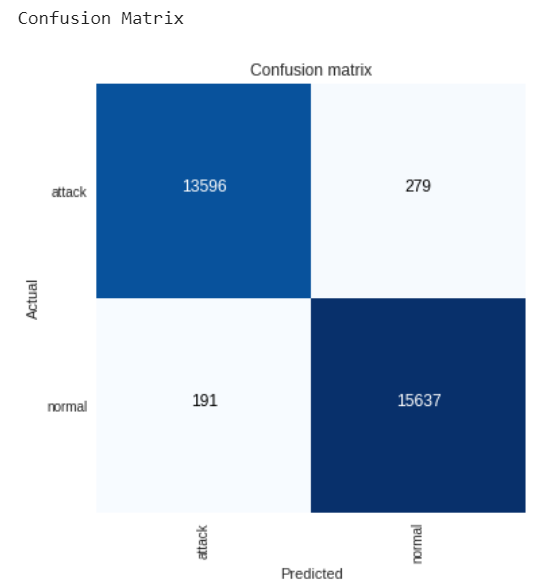 Confusion Matrix
Confusion matrix
attack
13596
279
Actual
normal
191
15637
attack
normal
Predicted